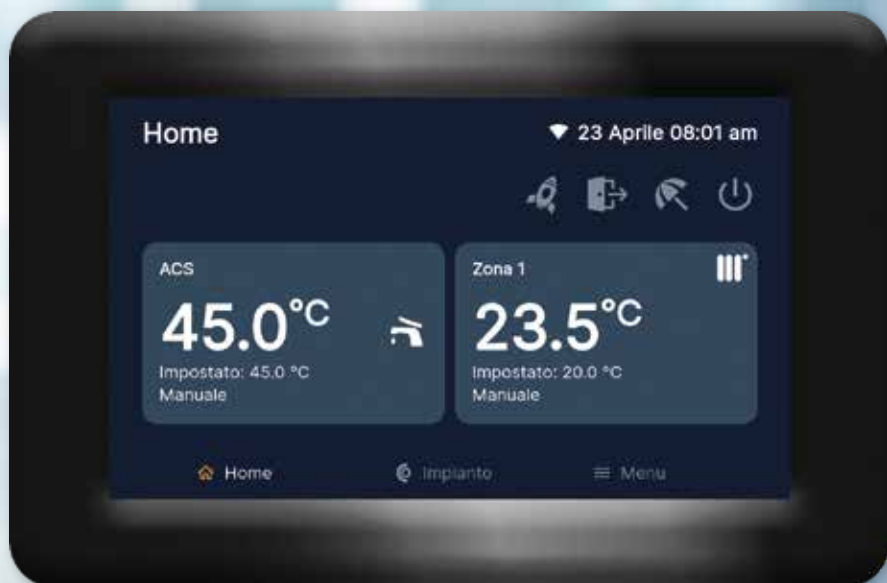 Home
23 Aprile 08:01 am
ACS
45.0°C
Impostato: 45.0 °C
Manuale
Zona 1
23.5°C
Impostato: 20.0 °C
Manuale
Home
Impianto
Menu